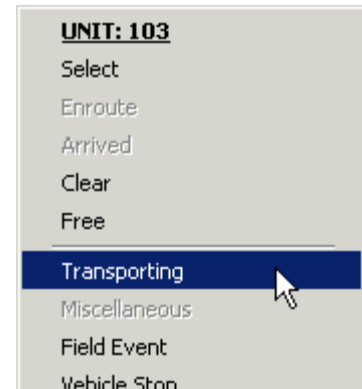 UNIT: 103
Select
Enroute
Arrived
Clear
Free
Transporting
Miscellaneous
Field Event
Vehicle Stop